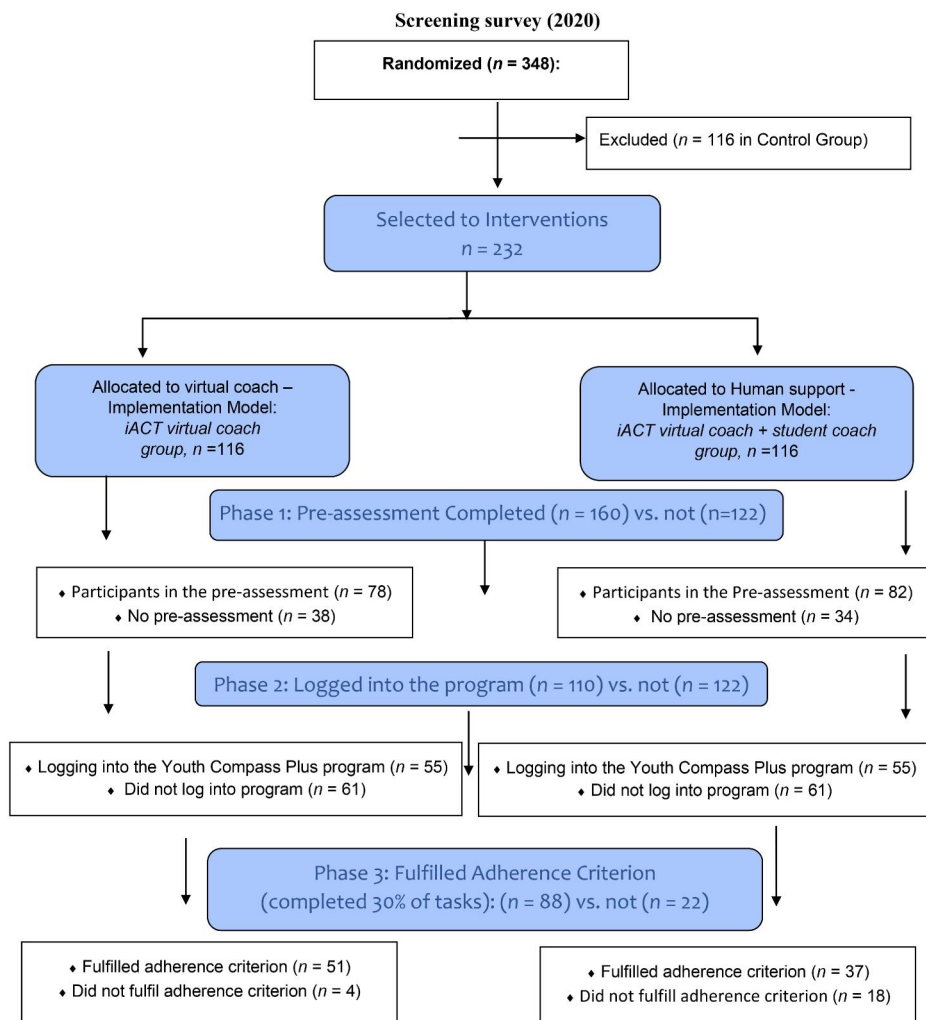 Screening survey (2020)
Randomized (n = 348):
Excluded (n = 116 in Control Group)
Selected to Interventions
n = 232
Allocated to virtual coach –
Implementation Model:
iACT virtual coach
group, n =116
Allocated to Human support -
Implementation Model:
iACT virtual coach + student coach
group, n =116
Phase 1: Pre-assessment Completed (n = 160) vs. not (n=122)
♦ Participants in the pre-assessment (n = 78)
♦ No pre-assessment (n = 38)
♦ Participants in the Pre-assessment (n = 82)
♦ No pre-assessment (n = 34)
Phase 2: Logged into the program (n = 110) vs. not (n = 122)
♦ Logging into the Youth Compass Plus program (n = 55)
♦ Did not log into program (n = 61)
♦ Logging into the Youth Compass Plus program (n = 55)
♦ Did not log into program (n = 61)
Phase 3: Fulfilled Adherence Criterion
(completed 30% of tasks): (n = 88) vs. not (n = 22)
♦ Fulfilled adherence criterion (n = 51)
♦ Did not fulfil adherence criterion (n = 4)
♦ Fulfilled adherence criterion (n = 37)
♦ Did not fulfill adherence criterion (n = 18)